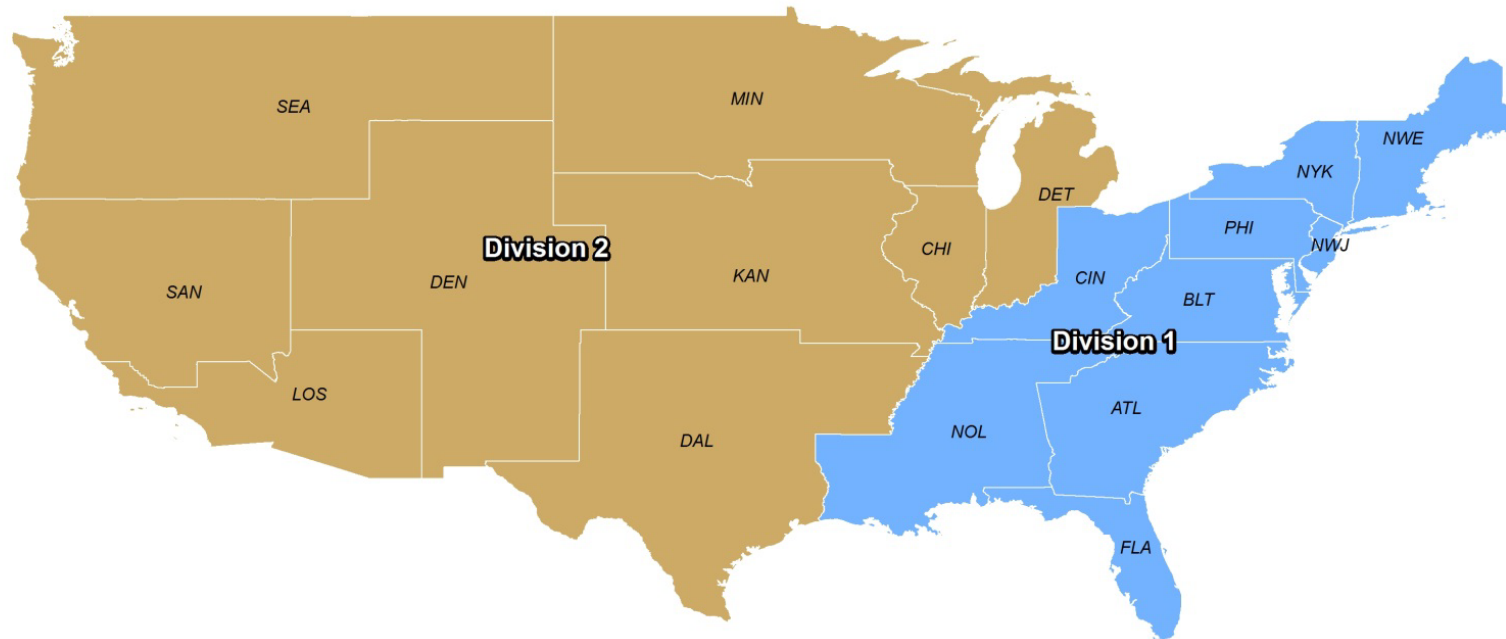 SEA
MIN
NWE
NYK
DET
PHI
NWJ
Division 2
CHI
CIN
KAN
DEN
SAN
BLT
Division 1
LOS
ATL
NOL
DAL
FLA